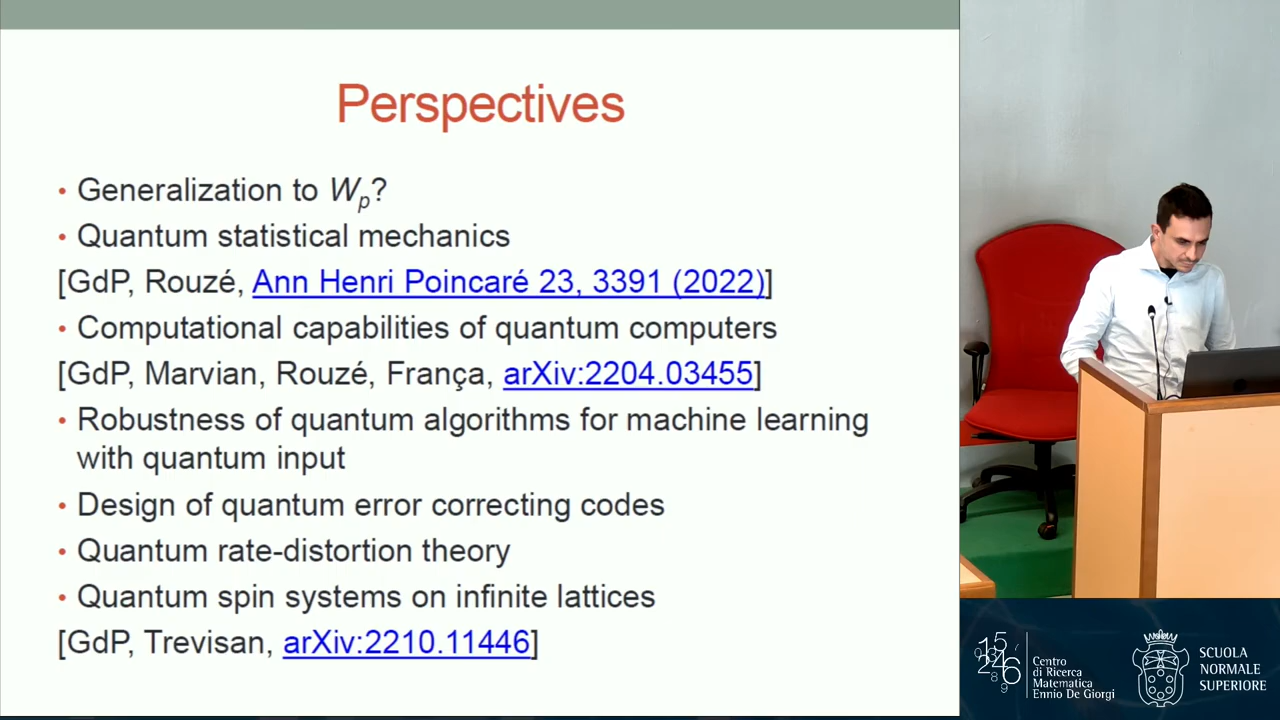 Perspectives
• Generalization to Wp?
• Quantum statistical mechanics
[GdP, Rouzé, Ann Henri Poincaré 23, 3391 (2022)]
• Computational capabilities of quantum computers
[GdP, Marvian, Rouzé, França, arXiv:2204.03455]
• Robustness of quantum algorithms for machine learning
with quantum input
• Design of quantum error correcting codes
• Quantum rate-distortion theory
• Quantum spin systems on infinite lattices
[GdP, Trevisan, arXiv:2210.11446]
Centro
di Ricerca
Matematica
Ennio De Giorgi
SCUOLA
NORMALE
SUPERIORE